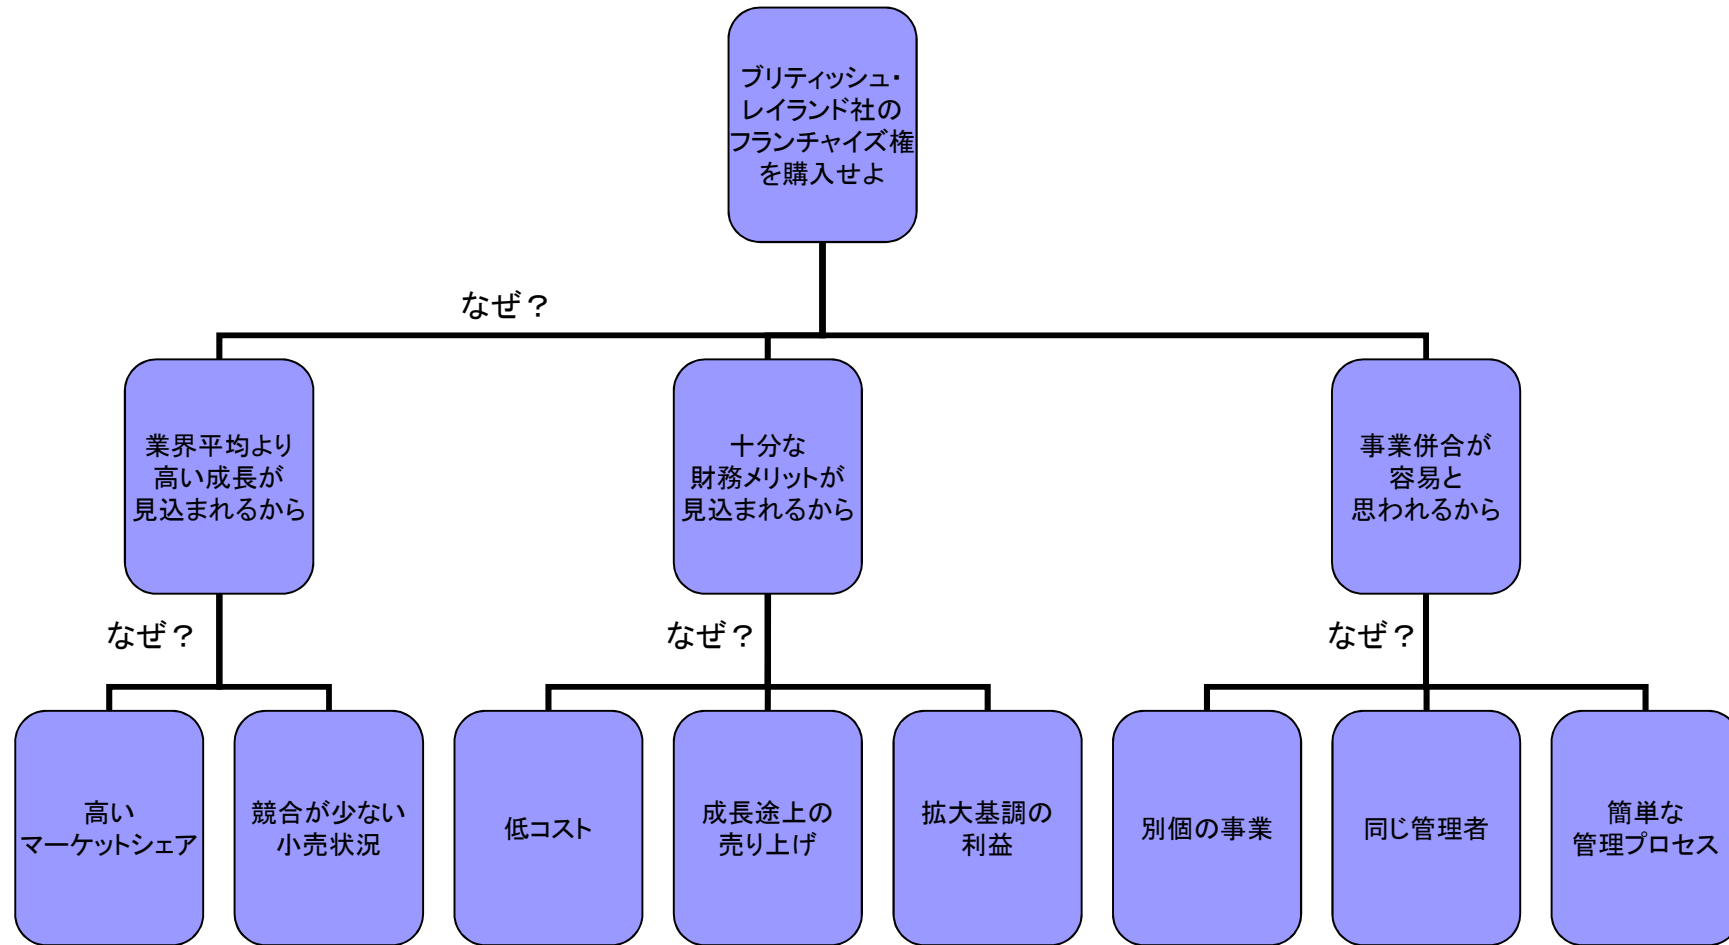 ブリティッシュ・
レイランド社の
フランチャイズ権
を購入せよ
なぜ？
業界平均より
高い成長が
見込まれるから
十分な
財務メリットが
見込まれるから
事業併合が
容易と
思われるから
なぜ？
なぜ？
なぜ？
高い
マーケットシェア
競合が少ない
小売状況
低コスト
成長途上の
売り上げ
拡大基調の
利益
別個の事業
同じ管理者
簡単な
管理プロセス